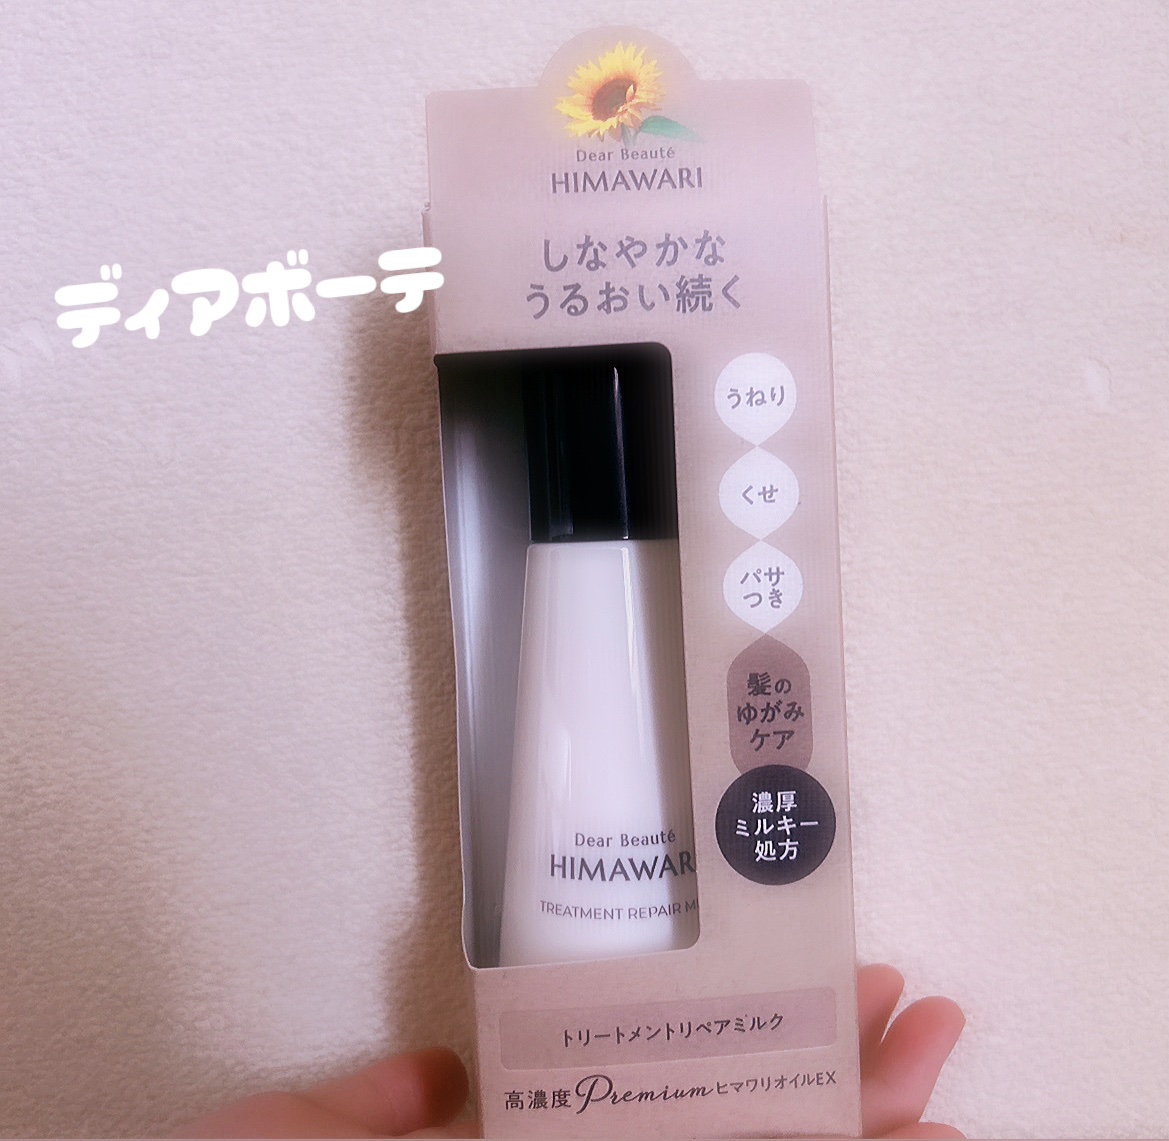 Dear Beauté
HIMAWARI
しなやかな
うるおい続く
ディアボーテ
うねり
くせ
パサ
つき
髪の
ゆがみ
ケア
濃厚
ミルキー
処方
Dear Beauté
HIMAWAR
TREATMENT REPAIR M
トリートメントリペアミルク
高濃度Premiumヒマワリオイル EX